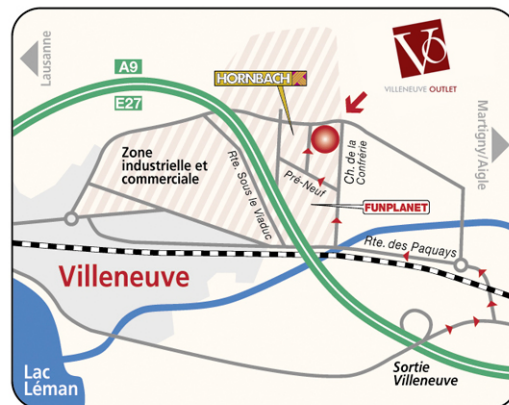 Lausanne
A9
E27
HORNBACH
VO
VILLENEUVE OUTLET
Martigny/Aigle
Zone
industrielle et
commerciale
Rte. Sous le Viaduc
Pré-Neuf
Ch. de la
Confrérie
FUNPLANET
Rte. des Paquays
Villeneuve
Lac
Léman
Sortie
Villeneuve